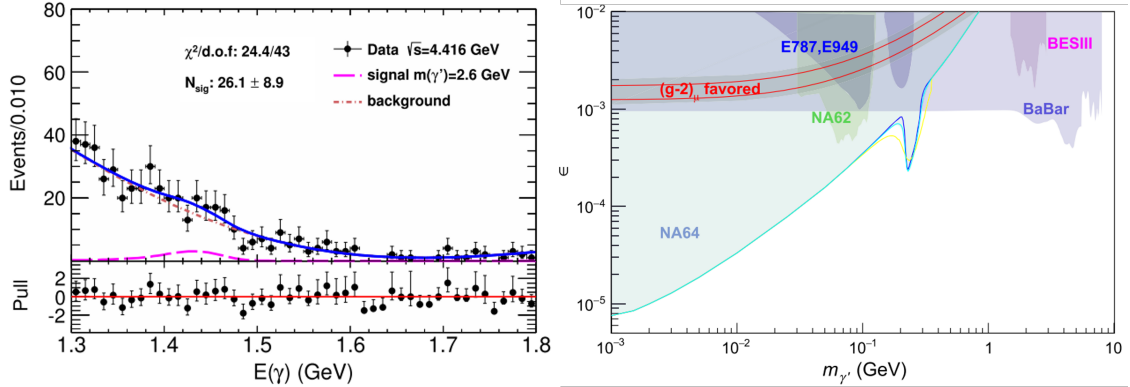 χ²/d.o.f: 24.4/43
N_sig: 26.1 ± 8.9
Data √s=4.416 GeV
signal m(γ')=2.6 GeV
background
Events/0.010
80
60
40
20
Pull
2
0
-2
1.3 1.4 1.5 1.6 1.7 1.8
E(γ) (GeV)
10⁻²
10⁻³
10⁻⁴
10⁻⁵
ϵ
E787,E949
BESIII
(g-2)_μ favored
NA62
BaBar
NA64
10⁻³ 10⁻² 10⁻¹ 1 10
m_γ' (GeV)